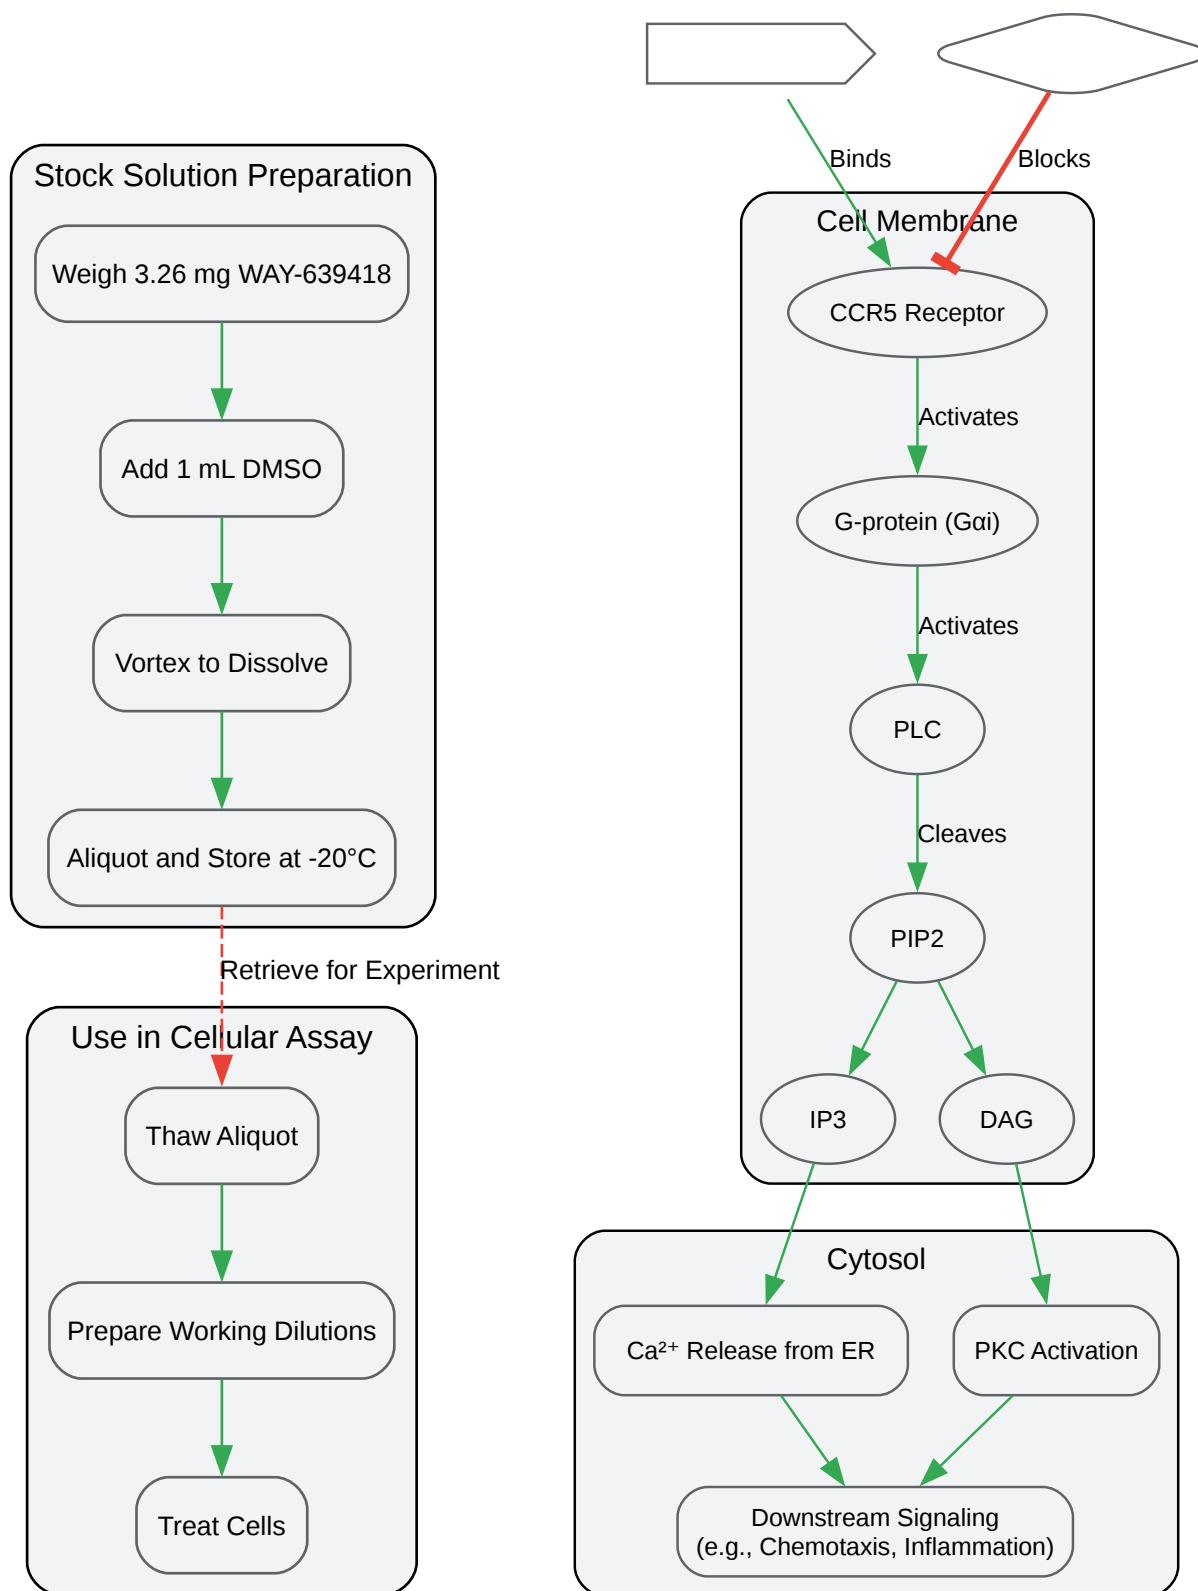 Stock Solution Preparation
Weigh 3.26 mg WAY-639418
Add 1 mL DMSO
Vortex to Dissolve
Aliquot and Store at -20°C
Retrieve for Experiment
Use in Cellular Assay
Thaw Aliquot
Prepare Working Dilutions
Treat Cells
Binds
Blocks
Cell Membrane
CCR5 Receptor
Activates
G-protein (Gαi)
Activates
PLC
Cleaves
PIP2
IP3
DAG
Cytosol
Ca²⁺ Release from ER
PKC Activation
Downstream Signaling
(e.g., Chemotaxis, Inflammation)